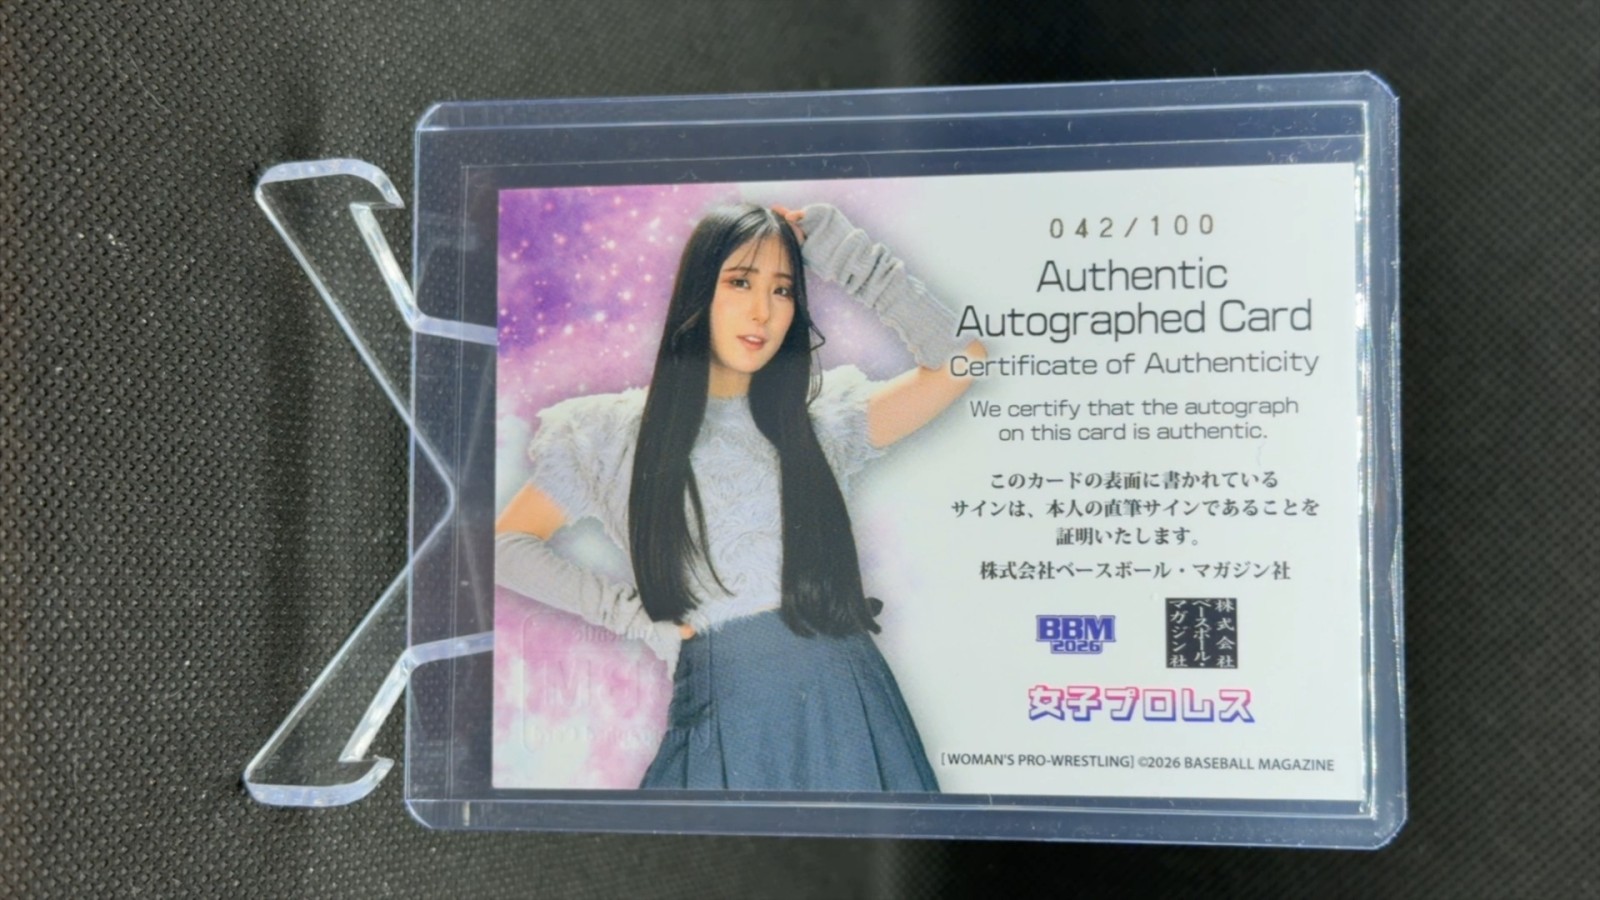 042/100
Authentic
Autographed Card
Certificate of Authenticity
We certify that the autograph
on this card is authentic.
このカードの表面に書かれている
サインは、本人の直筆サインであることを
証明いたします。
株式会社ベースボール・マガジン社
BBM
2026
株式会社
ベースボール・
マガジン社
女子プロレス
[WOMAN'S PRO-WRESTLING] ©2026 BASEBALL MAGAZINE